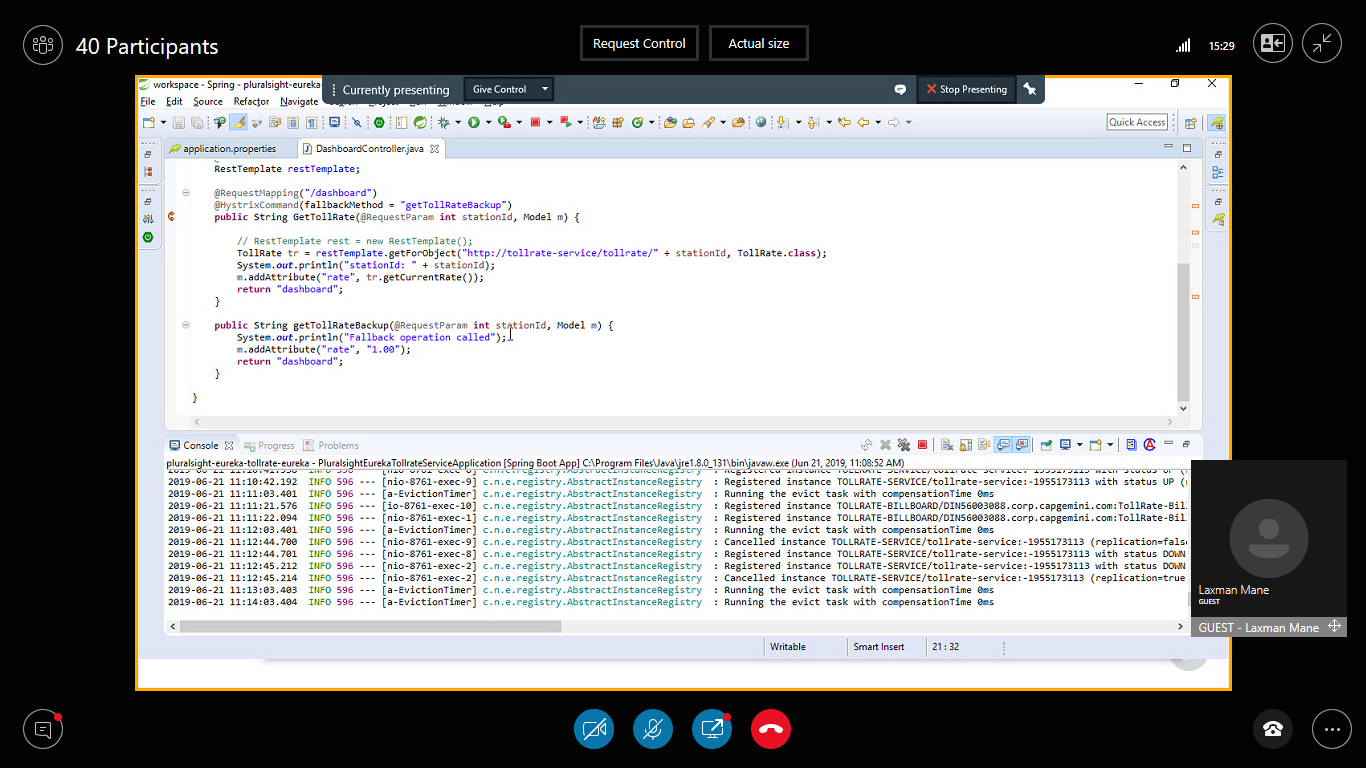 40 Participants
Request Control
Actual size
15:29
workspace - Spring - pluralsight-eureka
Currently presenting
Give Control
Stop Presenting
File Edit Source Refactor Navigate
Quick Access
application.properties
DashboardController.java
RestTemplate restTemplate;
@RequestMapping("/dashboard")
@HystrixCommand(fallbackMethod = "getTollRateBackup")
public String GetTollRate(@RequestParam int stationId, Model m) {
// RestTemplate rest = new RestTemplate();
TollRate tr = restTemplate.getForObject("http://tollrate-service/tollrate/" + stationId, TollRate.class);
System.out.println("stationId: " + stationId);
m.addAttribute("rate", tr.getCurrentRate());
return "dashboard";
}
public String getTollRateBackup(@RequestParam int stationId, Model m) {
System.out.println("Fallback operation called");
m.addAttribute("rate", "1.00");
return "dashboard";
}
}
Console
Progress
Problems
pluralsight-eureka-tollrate-eureka - PluralsightEurekaTollrateServiceApplication [Spring Boot App] C:\Program Files\Java\jre1.8.0_131\bin\javaw.exe (Jun 21, 2019, 11:08:52 AM)
2019-06-21 11:10:42.192 INFO 596 --- [nio-8761-exec-9] c.n.e.registry.AbstractInstanceRegistry : Registered instance TOLLRATE-SERVICE/tollrate-service:-1955173113 with status UP (
2019-06-21 11:11:03.401 INFO 596 --- [a-EvictionTimer] c.n.e.registry.AbstractInstanceRegistry : Running the evict task with compensationTime 0ms
2019-06-21 11:11:21.576 INFO 596 --- [io-8761-exec-10] c.n.e.registry.AbstractInstanceRegistry : Registered instance TOLLRATE-BILLBOARD/DIN56003088.corp.capgemini.com:TollRate-Bil
2019-06-21 11:11:22.094 INFO 596 --- [nio-8761-exec-1] c.n.e.registry.AbstractInstanceRegistry : Registered instance TOLLRATE-BILLBOARD/DIN56003088.corp.capgemini.com:TollRate-Bil
2019-06-21 11:12:03.401 INFO 596 --- [a-EvictionTimer] c.n.e.registry.AbstractInstanceRegistry : Running the evict task with compensationTime 0ms
2019-06-21 11:12:44.700 INFO 596 --- [nio-8761-exec-9] c.n.e.registry.AbstractInstanceRegistry : Cancelled instance TOLLRATE-SERVICE/tollrate-service:-1955173113 (replication=fals
2019-06-21 11:12:44.701 INFO 596 --- [nio-8761-exec-8] c.n.e.registry.AbstractInstanceRegistry : Registered instance TOLLRATE-SERVICE/tollrate-service:-1955173113 with status DOWN
2019-06-21 11:12:45.212 INFO 596 --- [nio-8761-exec-2] c.n.e.registry.AbstractInstanceRegistry : Registered instance TOLLRATE-SERVICE/tollrate-service:-1955173113 with status DOWN
2019-06-21 11:12:45.214 INFO 596 --- [nio-8761-exec-2] c.n.e.registry.AbstractInstanceRegistry : Cancelled instance TOLLRATE-SERVICE/tollrate-service:-1955173113 (replication=true
2019-06-21 11:13:03.403 INFO 596 --- [a-EvictionTimer] c.n.e.registry.AbstractInstanceRegistry : Running the evict task with compensationTime 0ms
2019-06-21 11:14:03.404 INFO 596 --- [a-EvictionTimer] c.n.e.registry.AbstractInstanceRegistry : Running the evict task with compensationTime 0ms
Laxman Mane
GUEST
GUEST - Laxman Mane
Writable
Smart Insert
21 : 32